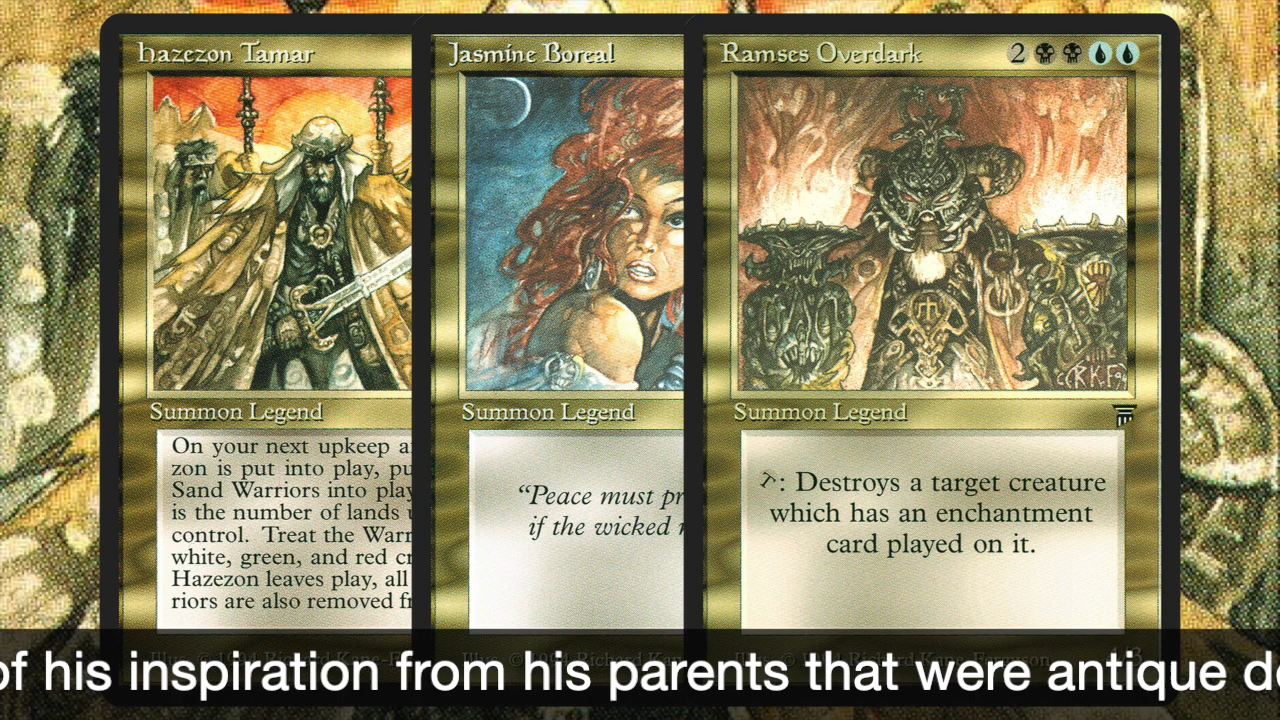 Hazezon Tamar
Summon Legend
On your next upkeep a
zon is put into play, pu
Sand Warriors into play
is the number of lands
control. Treat the Warr
white, green, and red cr
Hazezon leaves play, all
riors are also removed fr
Jasmine Boreal
Summon Legend
“Peace must pr
if the wicked
Ramses Overdark 2
Summon Legend
: Destroys a target creature
which has an enchantment
card played on it.
of his inspiration from his parents that were antique